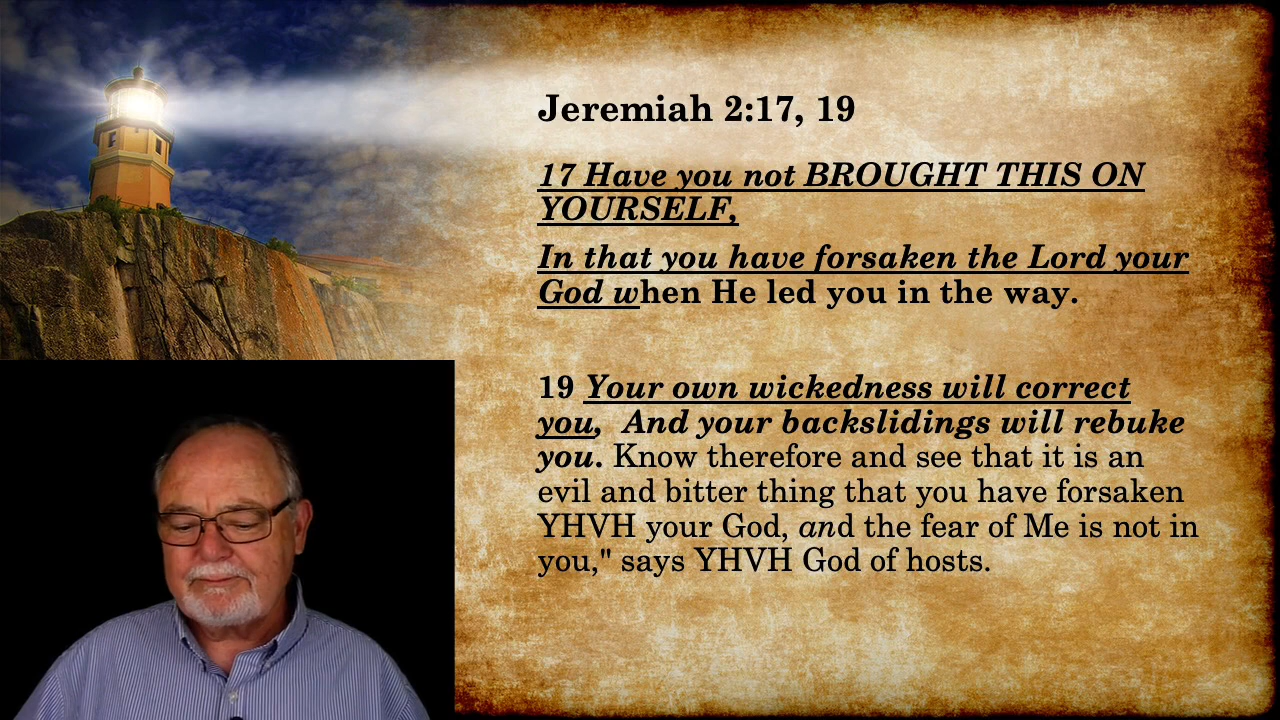 Jeremiah 2:17, 19
17 Have you not BROUGHT THIS ON
YOURSELF,
In that you have forsaken the Lord your
God when He led you in the way.
19 Your own wickedness will correct
you,  And your backslidings will rebuke
you. Know therefore and see that it is an
evil and bitter thing that you have forsaken
YHVH your God, and the fear of Me is not in
you," says YHVH God of hosts.